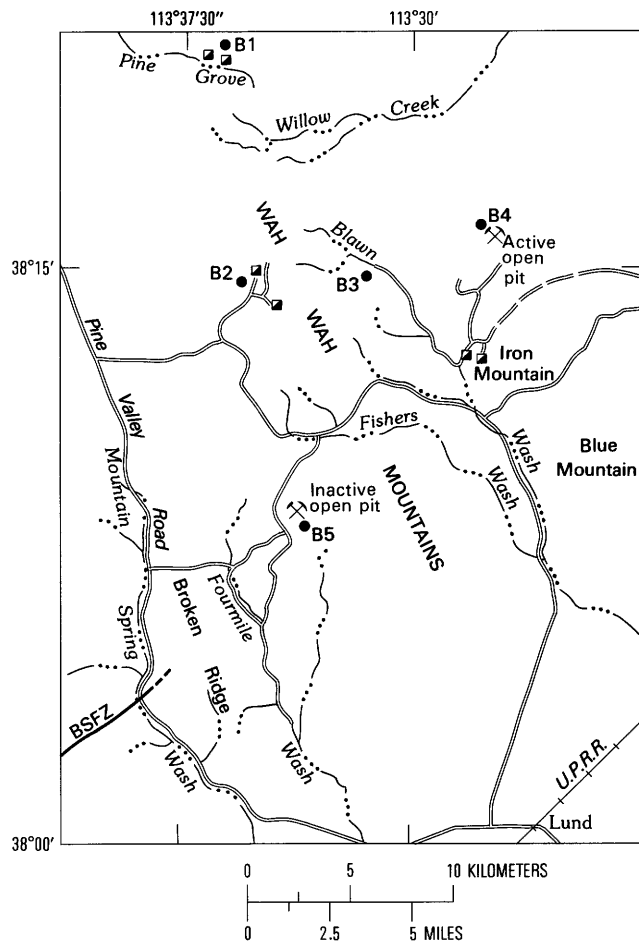 113°37'30"
113°30'
B1
Pine
Grove
Willow
Creek
WAH
Blawn
B4
Active
open
pit
38°15'
B2
B3
WAH
Iron
Mountain
Pine
Valley
Road
Fishers
Wash
Wash
Blue
Mountain
Mountain
Spring
Wash
MOUNTAINS
Inactive
open pit
B5
Broken
Ridge
Fourmile
Wash
BSFZ
U.P.R.R.
Lund
38°00'
0 5 10 KILOMETERS
0 2.5 5 MILES